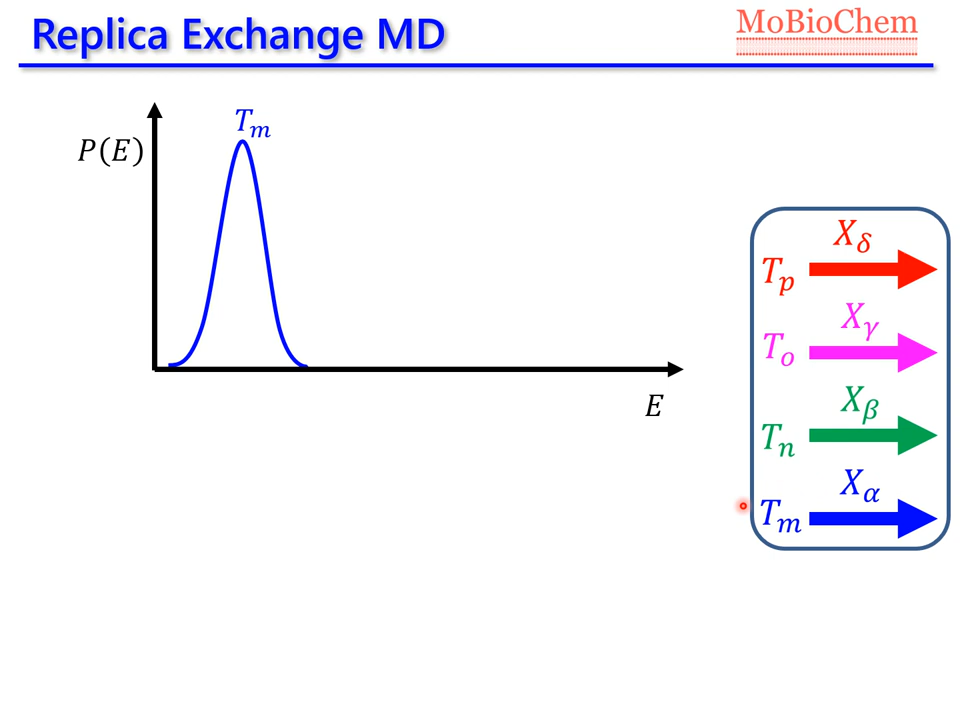 Replica Exchange MD
MoBioChem
T_m
P(E)
E
X_δ
T_p
X_γ
T_o
X_β
T_n
X_α
T_m